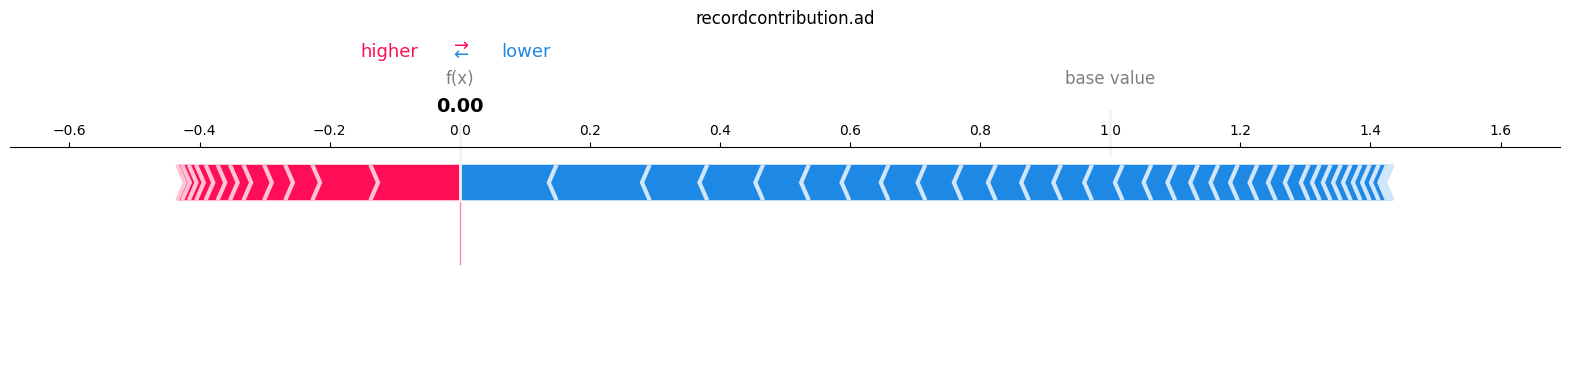 recordcontribution.ad
higher ⇄ lower
f(x) base value
0.00
−0.6 −0.4 −0.2 0.0 0.2 0.4 0.6 0.8 1.0 1.2 1.4 1.6